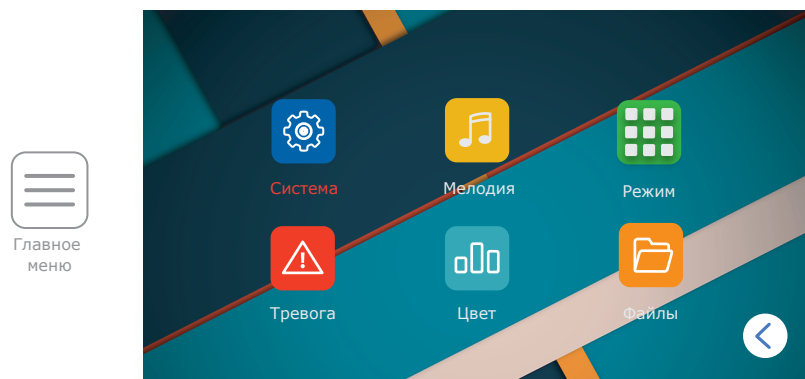 Главное
меню
Система
Мелодия
Режим
Тревога
Цвет
Файлы